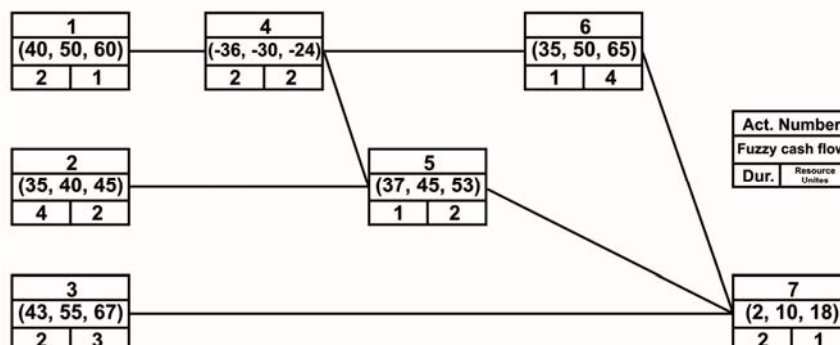 1
(40, 50, 60)
2 1
4
(-36, -30, -24)
2 2
6
(35, 50, 65)
1 4
Act. Number
Fuzzy cash flow
Dur. Resource Unites
2
(35, 40, 45)
4 2
5
(37, 45, 53)
1 2
3
(43, 55, 67)
2 3
7
(2, 10, 18)
2 1